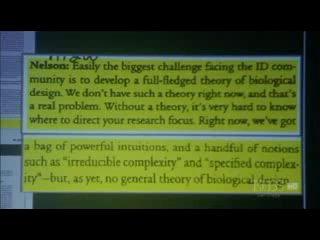 Nelson: Easily the biggest challenge facing the ID com-
munity is to develop a full-fledged theory of biological
design. We don't have such a theory right now, and that's
a real problem. Without a theory, it's very hard to know
where to direct your research focus. Right now, we've got
a bag of powerful intuitions, and a handful of notions
such as "irreducible complexity" and "specified complex-
ity"—but, as yet, no general theory of biological design